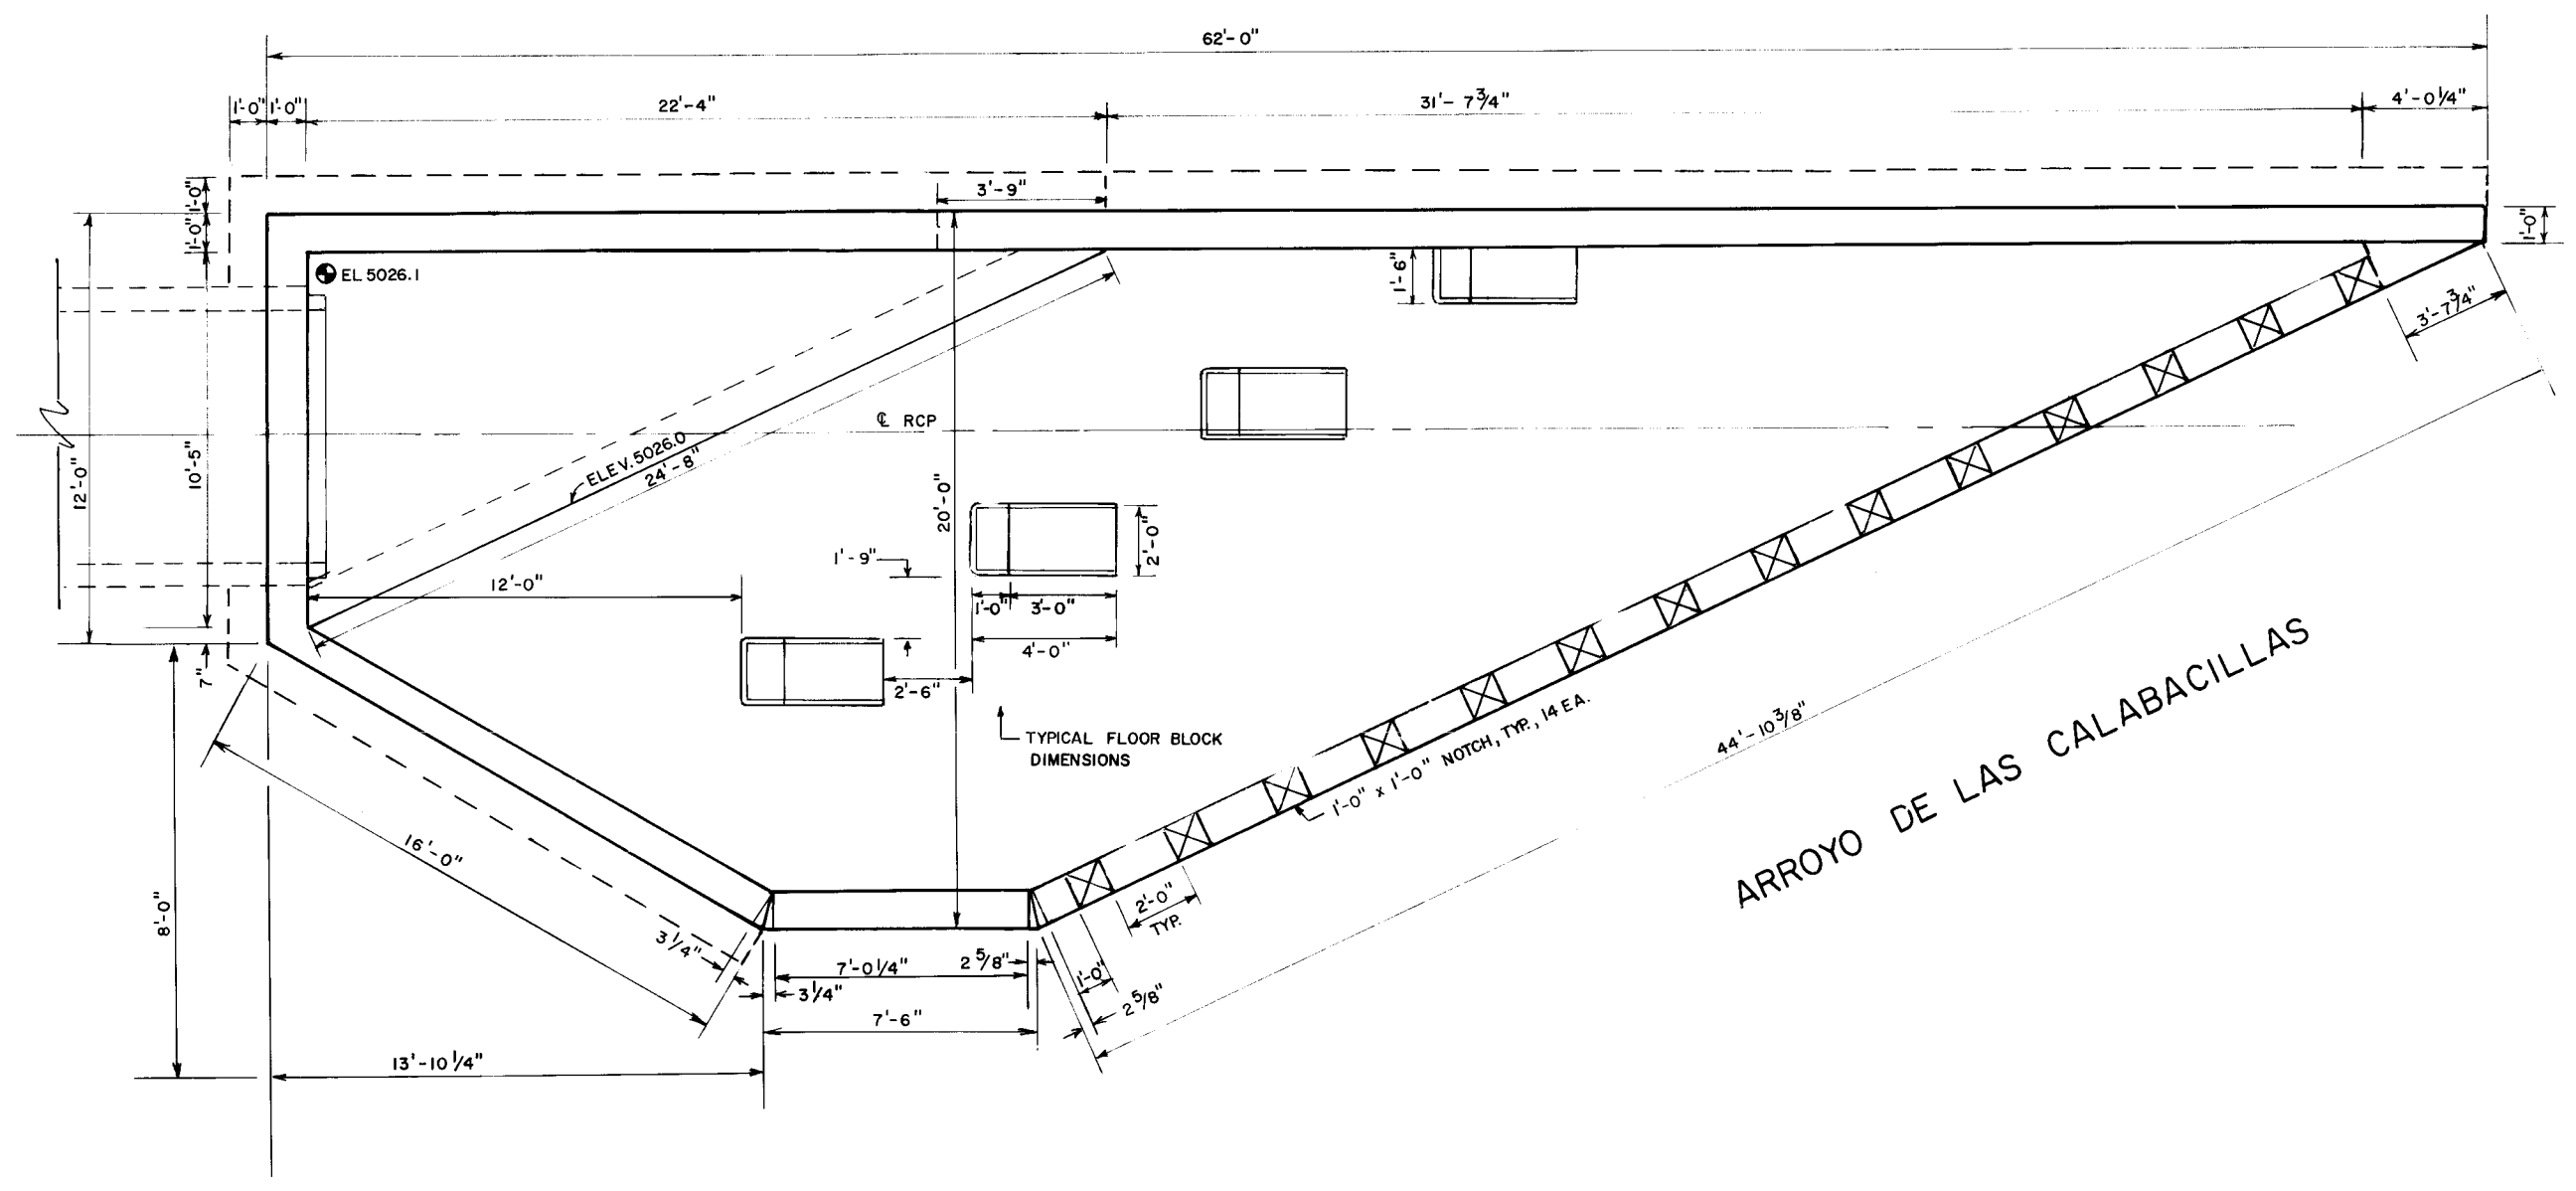 62'-0"
1'-0" 1'-0" 22'-4" 31'-7 3/4" 4'-0 1/4"
1'-0"
3'-9"
1'-0"
1'-0"
EL 5026.1
1'-6"
3'-7 3/4"
℄ RCP
12'-0"
10'-5"
ELEV. 5026.0
24'-8"
20'-0"
1'-9"
2'-0"
12'-0"
1'-0" 3'-0"
4'-0"
7"
2'-6"
TYPICAL FLOOR BLOCK
DIMENSIONS
1'-0" x 1'-0" NOTCH, TYP., 14 EA.
44'-10 3/8"
ARROYO DE LAS CALABACILLAS
16'-0"
8'-0"
2'-0"
TYP.
3 1/4"
7'-0 1/4" 2 5/8"
3 1/4"
1'-0"
2 5/8"
7'-6"
13'-10 1/4"